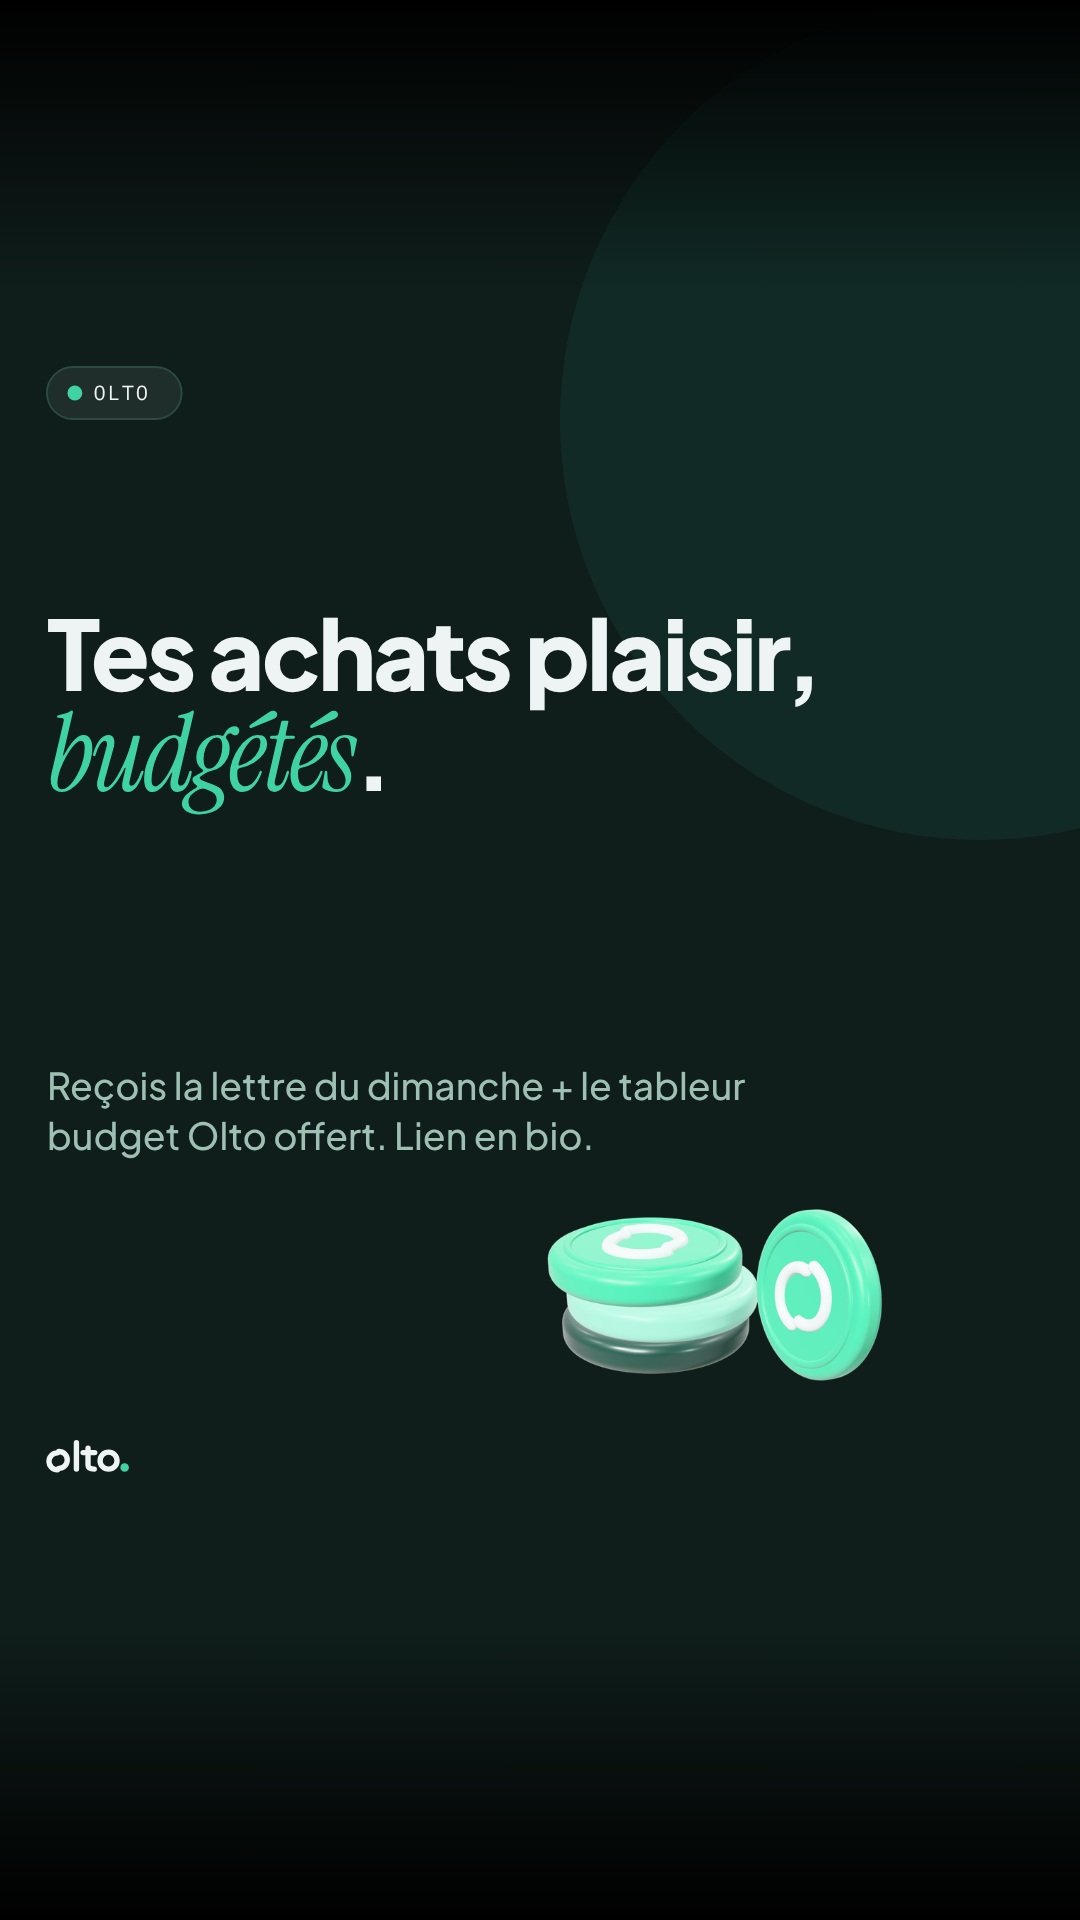 OLTO
Tes achats plaisir,
budgétés.
Reçois la lettre du dimanche + le tableur
budget Olto offert. Lien en bio.
olto.